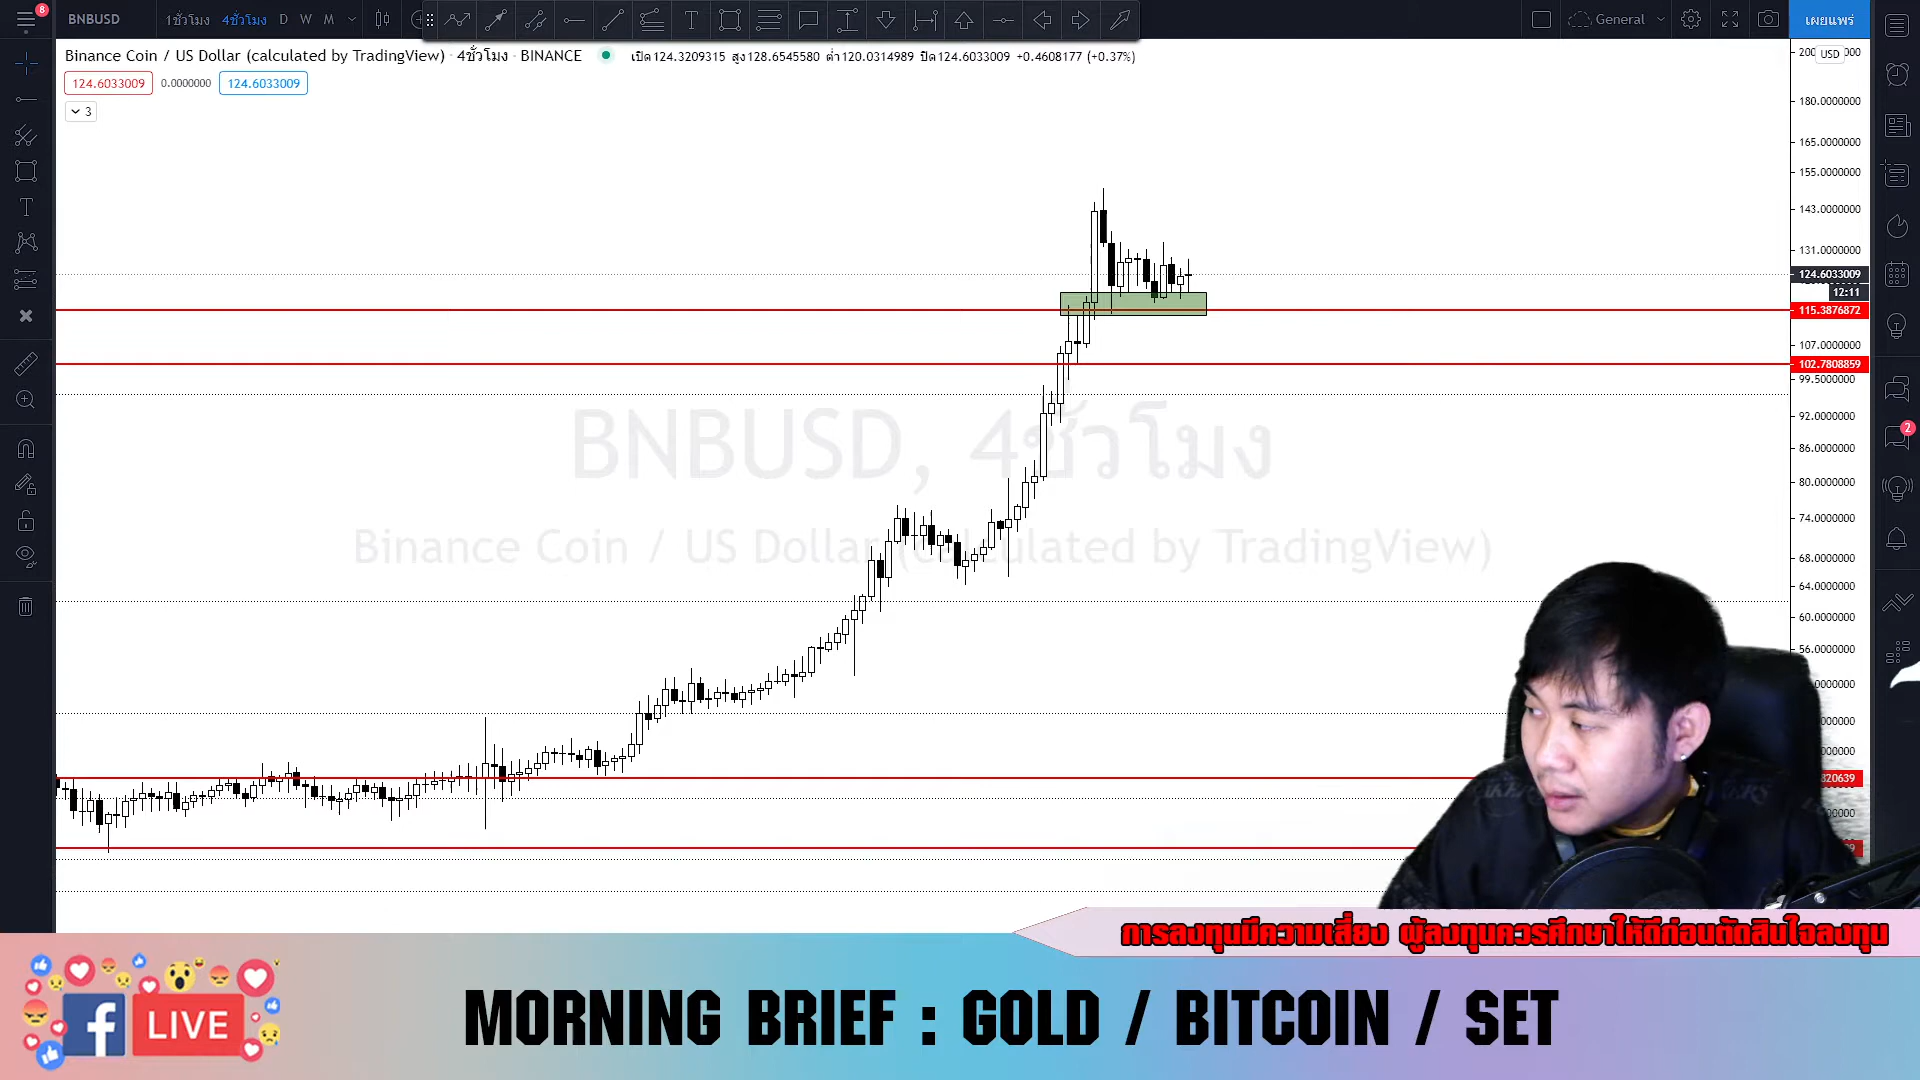 8
BNBUSD
1ชั่วโมง 4ชั่วโมง D W M
General
เผยแพร่
Binance Coin / US Dollar (calculated by TradingView) · 4ชั่วโมง · BINANCE
เปิด124.3209315 สูง128.6545580 ต่ำ120.0314989 ปิด124.6033009 +0.4608177 (+0.37%)
124.6033009 0.0000000 124.6033009
3
USD
180.0000000
165.0000000
155.0000000
143.0000000
131.0000000
124.6033009
12:11
115.3876872
107.0000000
102.7808859
99.5000000
92.0000000
86.0000000
80.0000000
74.0000000
68.0000000
64.0000000
60.0000000
56.0000000
2
BNBUSD, 4ชั่วโมง
Binance Coin / US Dollar (calculated by TradingView)
การลงทุนมีความเสี่ยง ผู้ลงทุนควรศึกษาให้ดีก่อนตัดสินใจลงทุน
f LIVE
MORNING BRIEF : GOLD / BITCOIN / SET